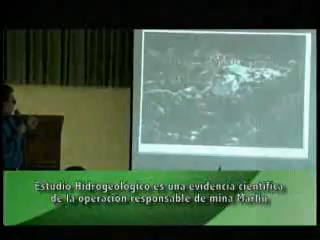 Estudio Hidrogeológico es una evidencia científica
de la operación responsable de mina Marlin.